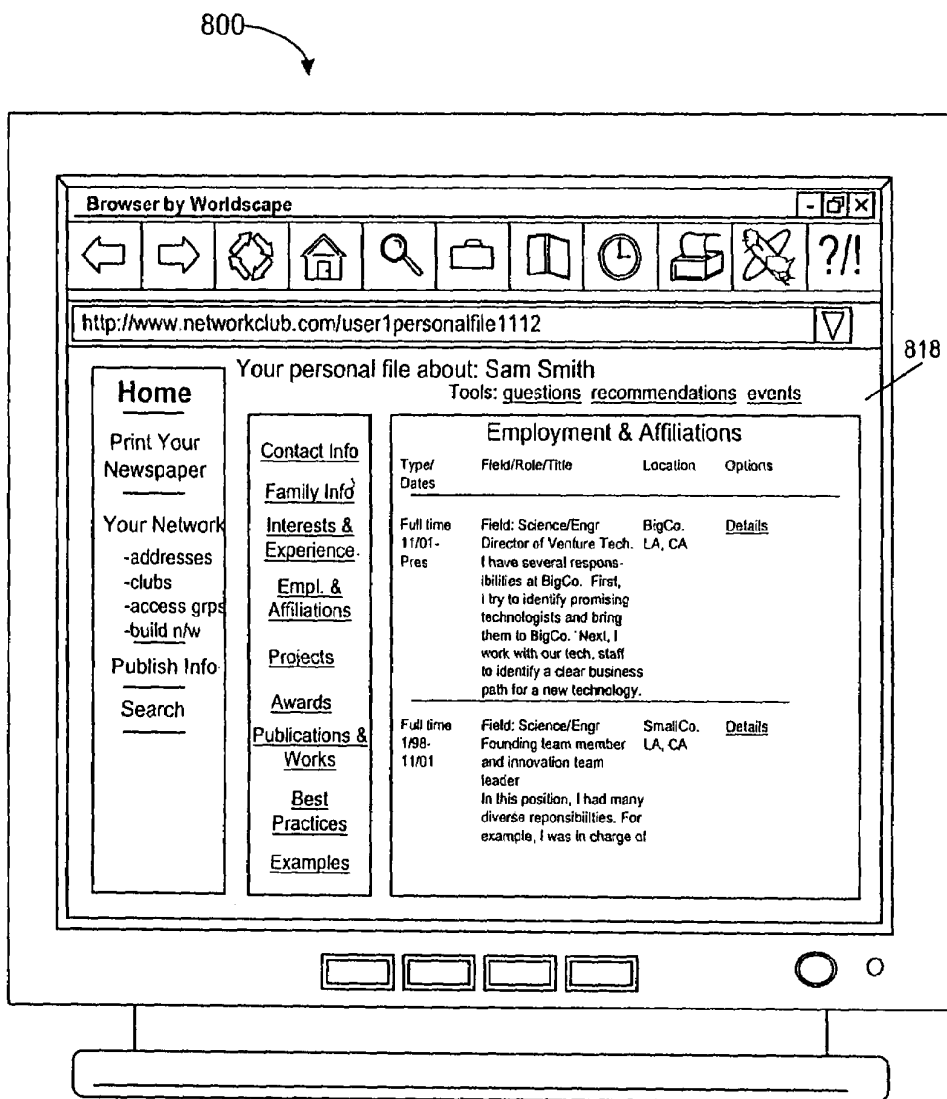 800
Browser by Worldscape
?/!
http://www.networkclub.com/user1personalfile1112
818
Your personal file about: Sam Smith
Tools: questions recommendations events
Home
Print Your
Newspaper
Your Network
-addresses
-clubs
-access grps
-build n/w
Publish Info
Search
Contact Info
Family Info
Interests &
Experience
Empl. &
Affiliations
Projects
Awards
Publications &
Works
Best
Practices
Examples
Employment & Affiliations
Type/ Field/Role/Title Location Options
Dates
Full time Field: Science/Engr BigCo. Details
11/01- Director of Venture Tech. LA, CA
Pres I have several respons-
ibilities at BigCo. First,
I try to identify promising
technologists and bring
them to BigCo. Next, I
work with our tech. staff
to identify a clear business
path for a new technology.
Full time Field: Science/Engr SmallCo. Details
1/98- Founding team member LA, CA
11/01 and innovation team
leader
In this position, I had many
diverse reponsibiities. For
example, I was in charge of